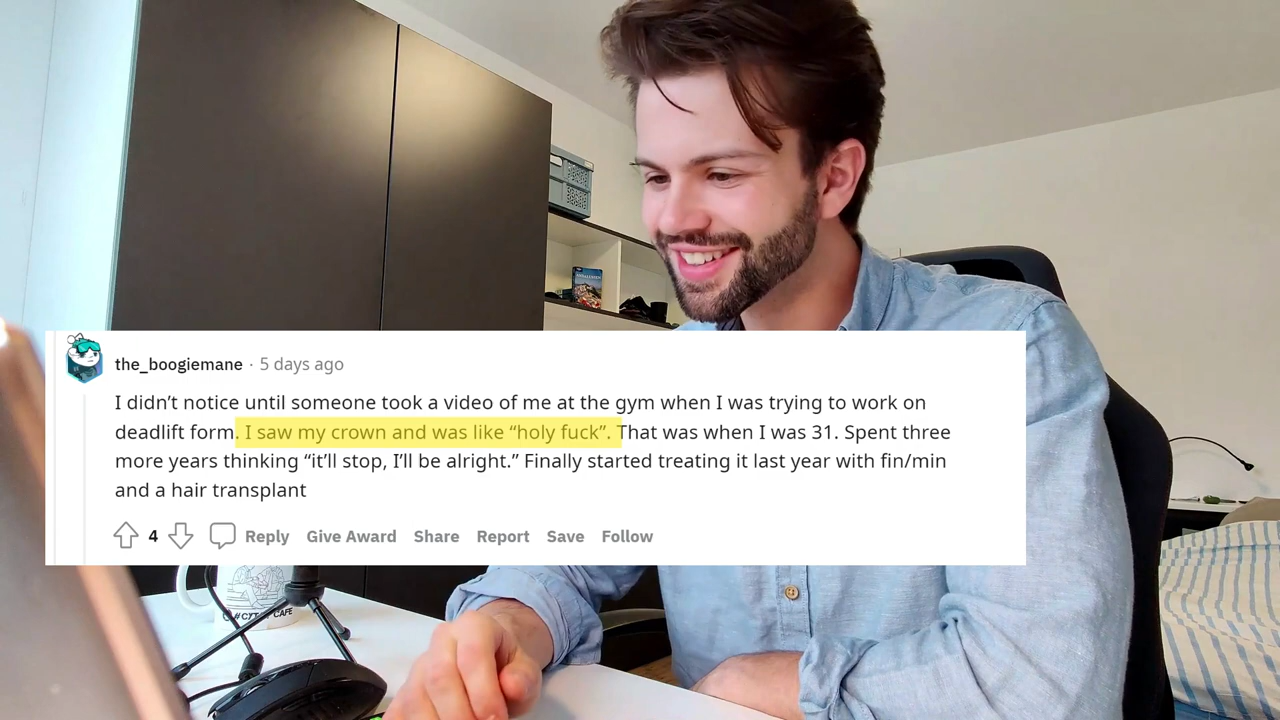 the_boogiemane · 5 days ago
I didn’t notice until someone took a video of me at the gym when I was trying to work on
deadlift form. I saw my crown and was like “holy fuck”. That was when I was 31. Spent three
more years thinking “it’ll stop, I’ll be alright.” Finally started treating it last year with fin/min
and a hair transplant
4 Reply Give Award Share Report Save Follow
CAFE